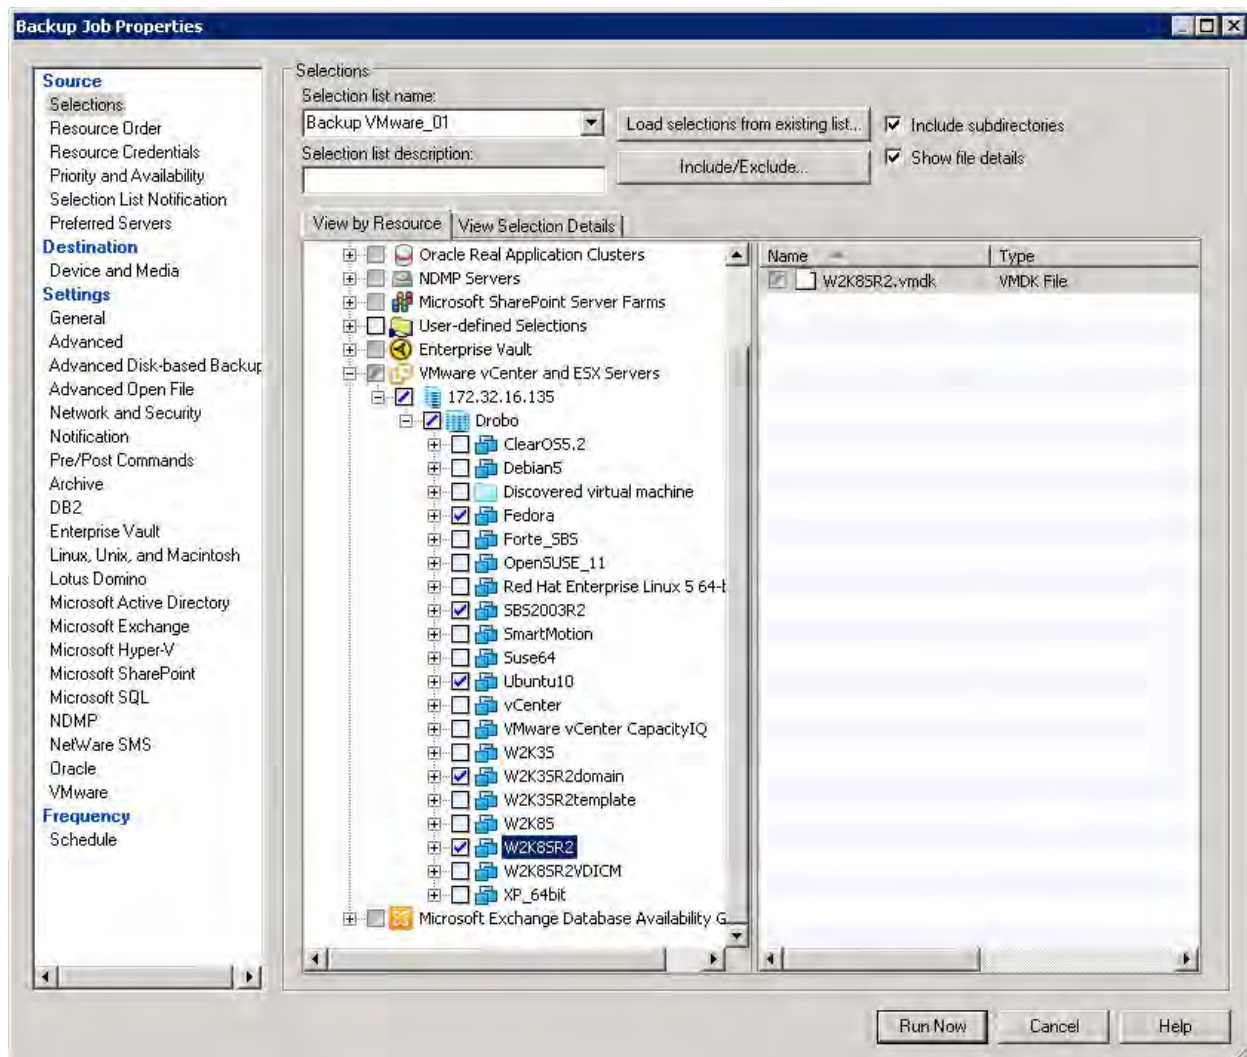 Backup Job Properties
Source
Selections
Resource Order
Resource Credentials
Priority and Availability
Selection List Notification
Preferred Servers
Destination
Device and Media
Settings
General
Advanced
Advanced Disk-based Backup
Advanced Open File
Network and Security
Notification
Pre/Post Commands
Archive
DB2
Enterprise Vault
Linux, Unix, and Macintosh
Lotus Domino
Microsoft Active Directory
Microsoft Exchange
Microsoft Hyper-V
Microsoft SharePoint
Microsoft SQL
NDMP
NetWare SMS
Oracle
VMware
Frequency
Schedule
Selections
Selection list name:
Backup VMware_01
Load selections from existing list...
Include subdirectories
Selection list description:
Include/Exclude...
Show file details
View by Resource
View Selection Details
Oracle Real Application Clusters
NDMP Servers
Microsoft SharePoint Server Farms
User-defined Selections
Enterprise Vault
VMware vCenter and ESX Servers
172.32.16.135
Drobo
ClearOS5.2
Debian5
Discovered virtual machine
Fedora
Forte_SBS
OpenSUSE_11
Red Hat Enterprise Linux 5 64-b
SBS2003R2
SmartMotion
Suse64
Ubuntu10
vCenter
VMware vCenter CapacityIQ
W2K3S
W2K3SR2domain
W2K3SR2template
W2K8S
W2K8SR2
W2K8SR2VDICM
XP_64bit
Microsoft Exchange Database Availability G
Name
Type
W2K8SR2.vmdk
VMDK File
Run Now
Cancel
Help